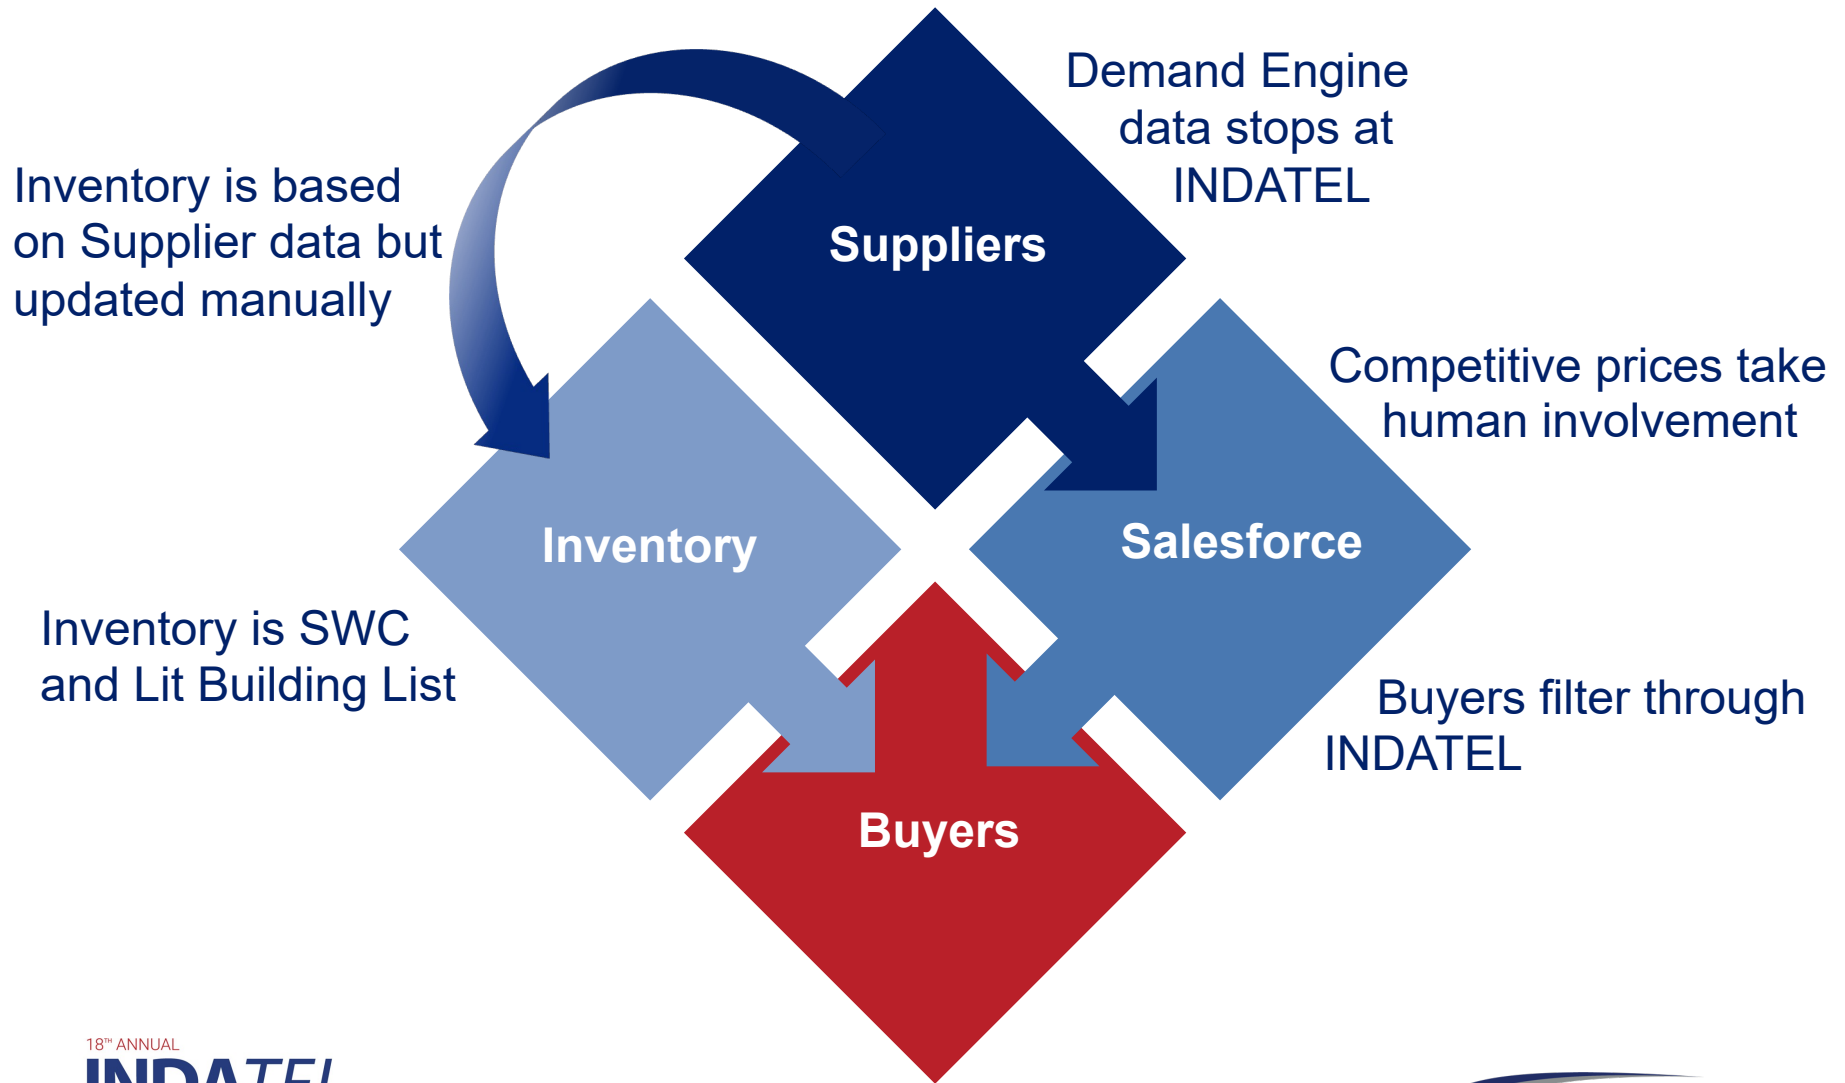 Demand Engine
data stops at
INDATEL
Inventory is based
on Supplier data but
updated manually
Suppliers
Competitive prices take
human involvement
Inventory
Salesforce
Inventory is SWC
and Lit Building List
Buyers filter through
INDATEL
Buyers
18TH ANNUAL
INDATEL